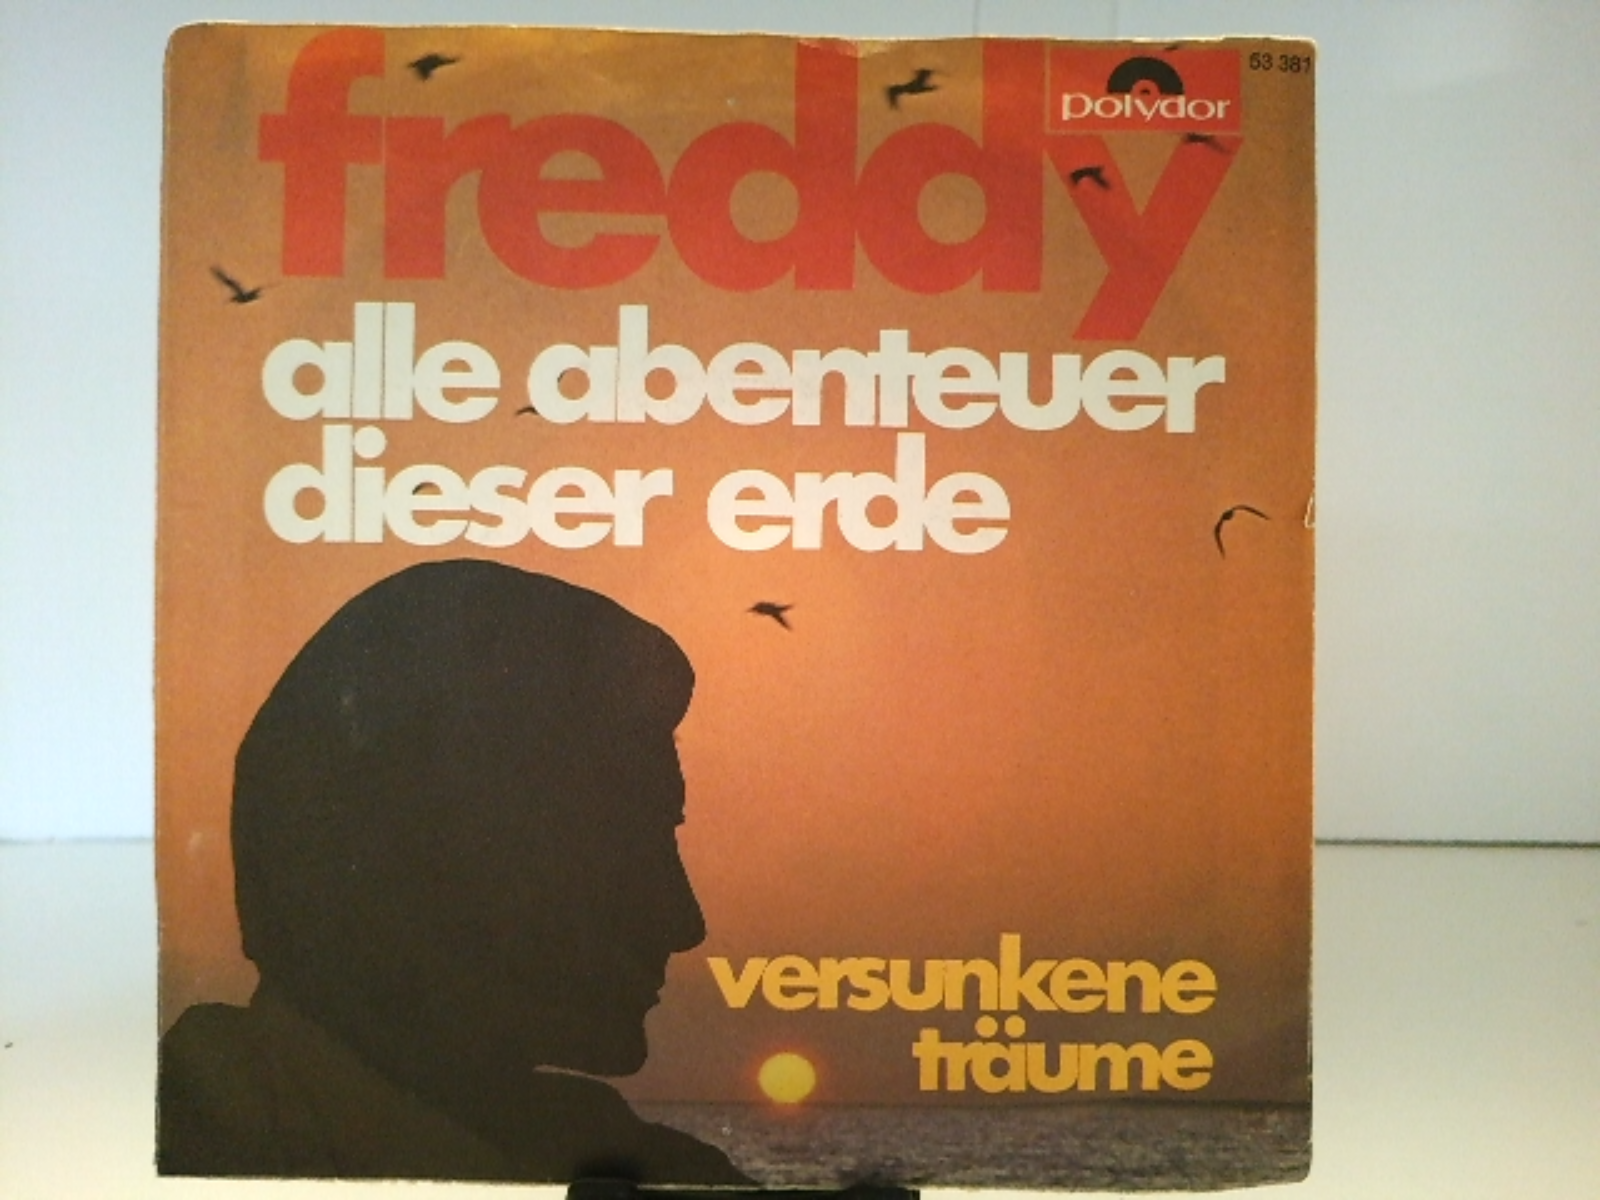 freddy
polydor
53 381
alle abenteuer
dieser erde
versunkene
träume